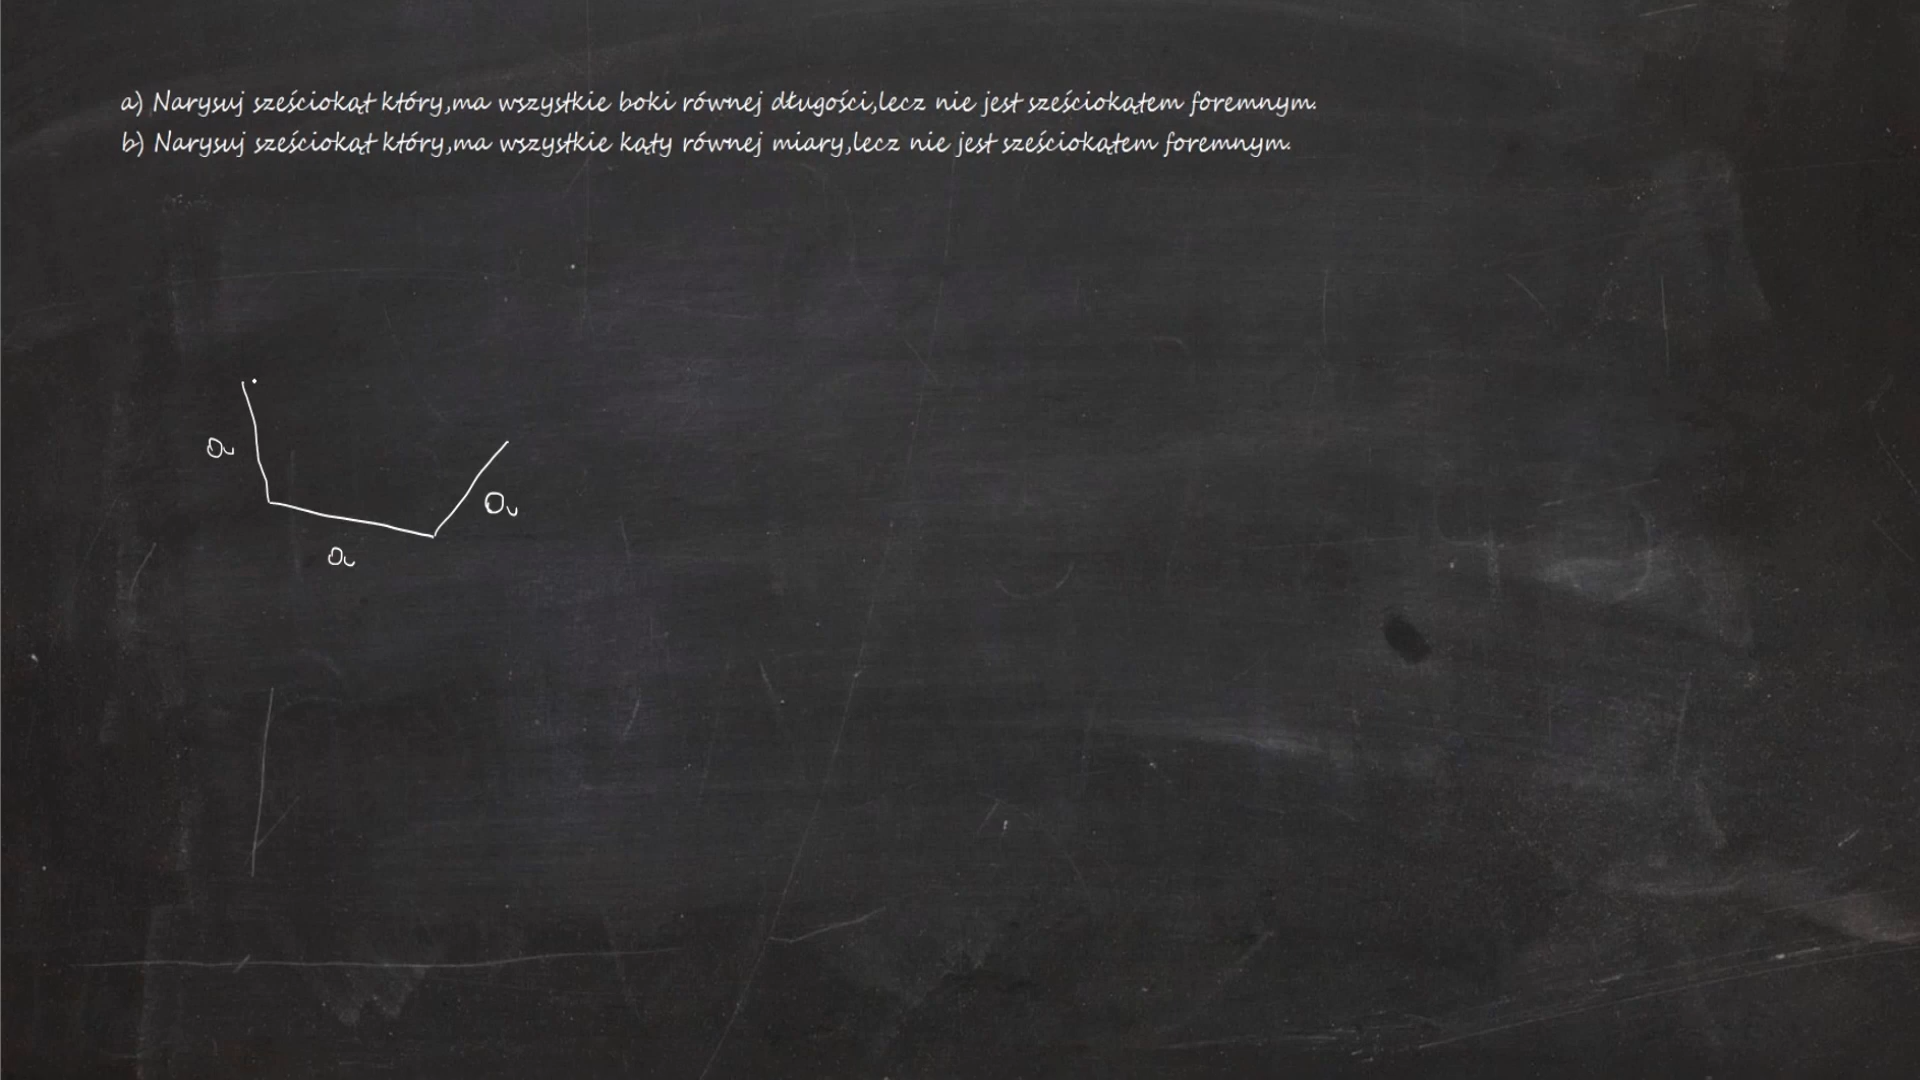 a) Narysuj sześciokąt który,ma wszystkie boki równej długości,lecz nie jest sześciokątem foremnym.
b) Narysuj sześciokąt który,ma wszystkie kąty równej miary,lecz nie jest sześciokątem foremnym.
a
a
a